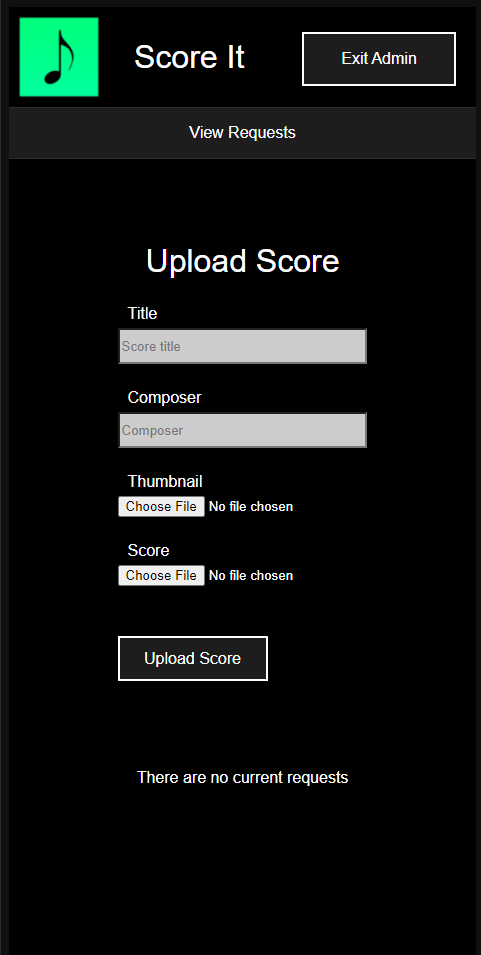 Score It
Exit Admin
View Requests
Upload Score
Title
Score title
Composer
Composer
Thumbnail
Choose File No file chosen
Score
Choose File No file chosen
Upload Score
There are no current requests